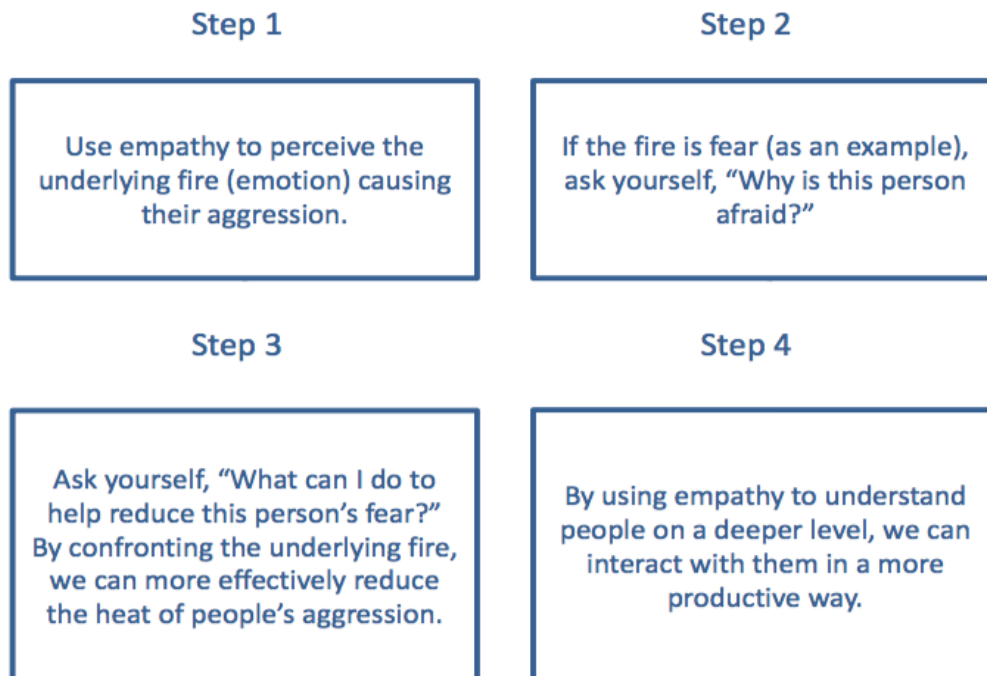 Step 1
Use empathy to perceive the
underlying fire (emotion) causing
their aggression.
Step 2
If the fire is fear (as an example),
ask yourself, “Why is this person
afraid?”
Step 3
Ask yourself, “What can I do to
help reduce this person’s fear?”
By confronting the underlying fire,
we can more effectively reduce
the heat of people’s aggression.
Step 4
By using empathy to understand
people on a deeper level, we can
interact with them in a more
productive way.